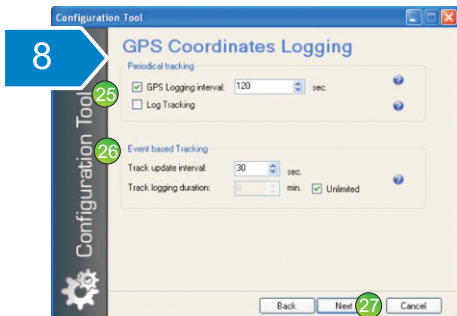 Configuration Tool
8
GPS Coordinates Logging
Periodical tracking
25
GPS Logging interval: 120 sec.
Log Tracking
26
Event based Tracking
Track update interval: 30 sec.
Track logging duration: 0 min. Unlimited
Configuration Tool
Back Next 27 Cancel